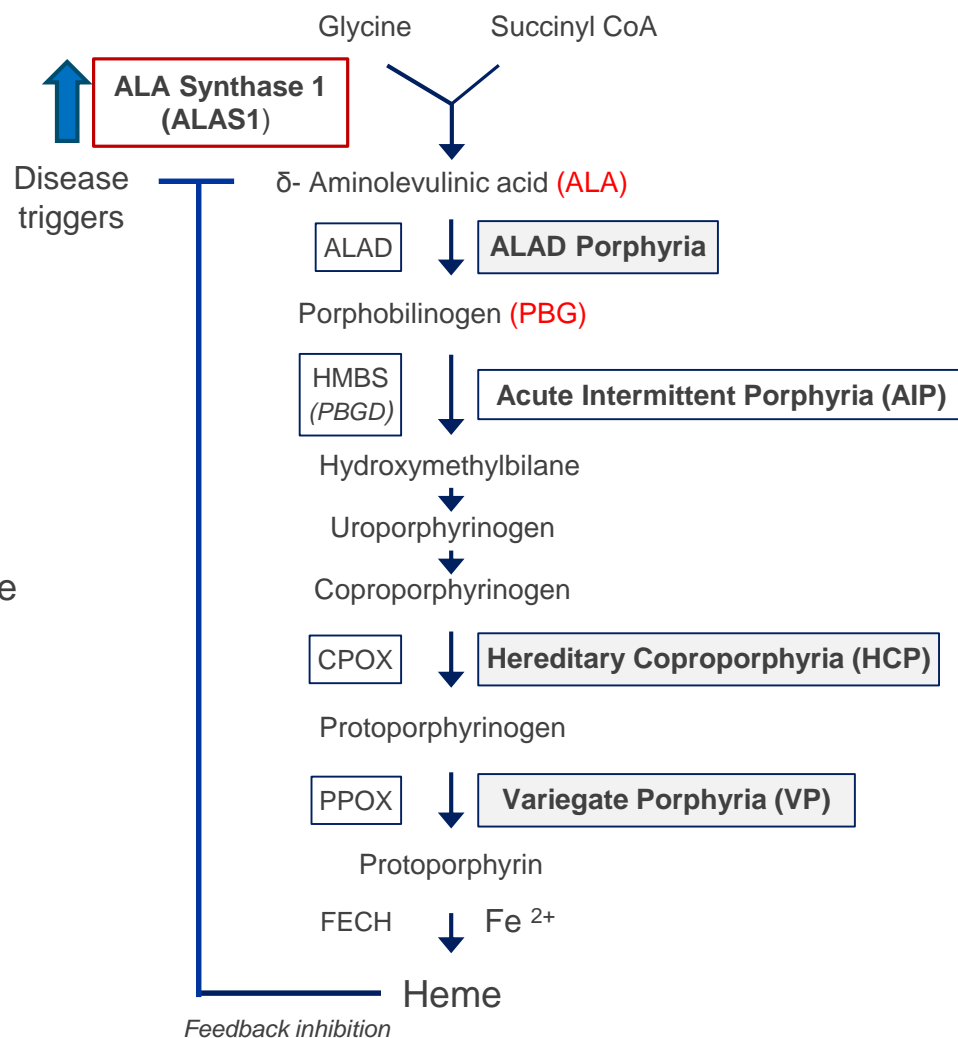 Glycine
Succinyl CoA
ALA Synthase 1
(ALAS1)
Disease
triggers
δ- Aminolevulinic acid (ALA)
ALAD
ALAD Porphyria
Porphobilinogen (PBG)
HMBS
(PBGD)
Acute Intermittent Porphyria (AIP)
Hydroxymethylbilane
Uroporphyrinogen
e
Coproporphyrinogen
CPOX
Hereditary Coproporphyria (HCP)
Protoporphyrinogen
PPOX
Variegate Porphyria (VP)
Protoporphyrin
FECH
Fe ²⁺
Heme
Feedback inhibition